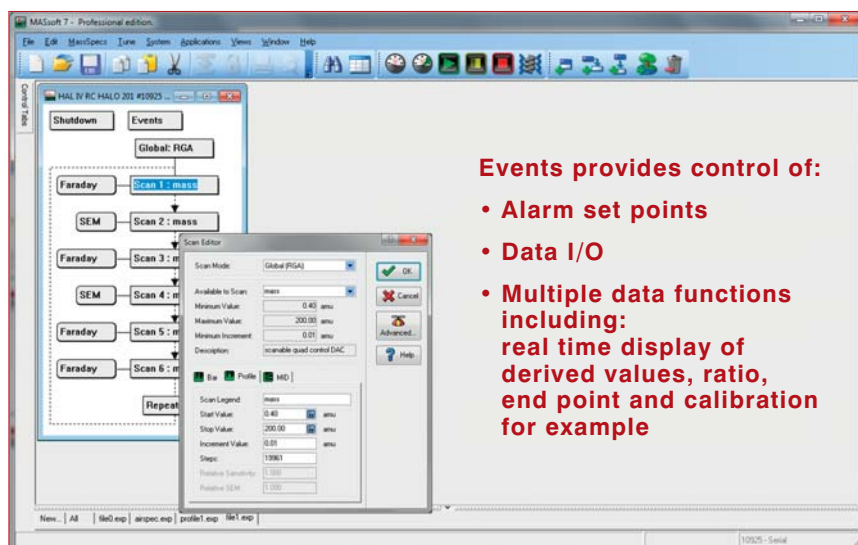 MASsoft 7 - Professional edition.
File Edit MassSpecs Tune System Applications Views Window Help
Control Tabs
HAL IV RC HALO 201 #10925 ...
Shutdown Events
Global: RGA
Faraday Scan 1 : mass
SEM Scan 2 : mass
Faraday Scan 3 : m
SEM Scan 4 : m
Faraday Scan 5 : m
Faraday Scan 6 : m
Repeat
Scan Editor
Scan Mode: Global (RGA)
Available to Scan: mass
Minimum Value: 0.40 amu
Maximum Value: 200.00 amu
Minimum Increment: 0.01 amu
Description: scanable quad control DAC
Bar Profile MID
Scan Legend: mass
Start Value: 0.40 amu
Stop Value: 200.00 amu
Increment Value: 0.01 amu
Steps: 19961
Relative Sensitivity: 1.000
Relative SEM: 1.000
OK
Cancel
Advanced...
Help
Events provides control of:
• Alarm set points
• Data I/O
• Multiple data functions
including:
real time display of
derived values, ratio,
end point and calibration
for example
New... All file0.exp airspec.exp profile1.exp file1.exp
10925 - Serial